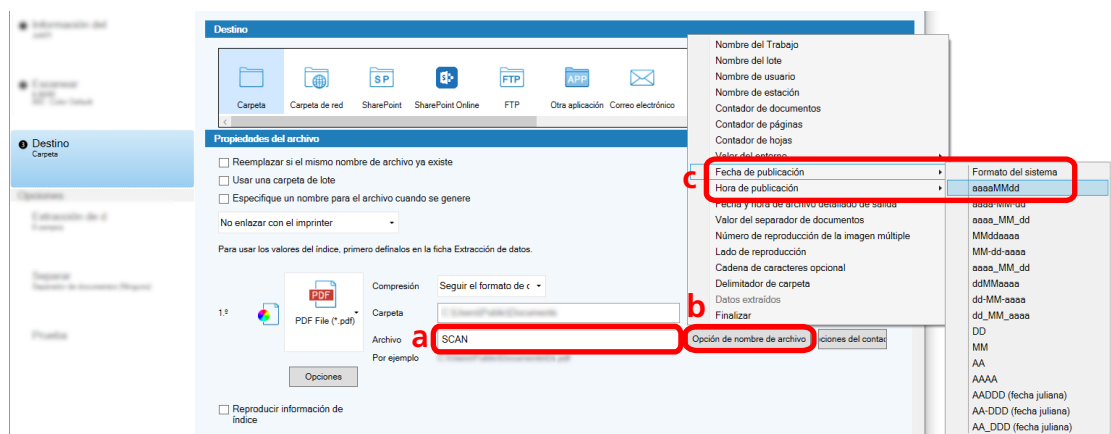 Destino
Carpeta
Destino
Carpeta
Carpeta de red
SharePoint
SharePoint Online
FTP
Otra aplicación
Correo electrónico
SP
FTP
APP
Propiedades del archivo
Reemplazar si el mismo nombre de archivo ya existe
Usar una carpeta de lote
Especifique un nombre para el archivo cuando se genere
No enlazar con el imprinter
Para usar los valores del índice, primero defínalos en la ficha Extracción de datos.
1.º
PDF
PDF File (*.pdf)
Opciones
Compresión
Seguir el formato de c
Carpeta
a
Archivo
SCAN
Por ejemplo
Reproducir información de
índice
b
Opción de nombre de archivo
ciones del contac
Nombre del Trabajo
Nombre del lote
Nombre de usuario
Nombre de estación
Contador de documentos
Contador de páginas
Contador de hojas
Valor del entorno
c
Fecha de publicación
Hora de publicación
Fecha y hora de archivo detallado de salida
Valor del separador de documentos
Número de reproducción de la imagen múltiple
Lado de reproducción
Cadena de caracteres opcional
Delimitador de carpeta
Datos extraídos
Finalizar
Formato del sistema
aaaaMMdd
aaaa-MM-dd
aaaa_MM_dd
MMddaaaa
MM-dd-aaaa
aaaa_MM_dd
ddMMaaaa
dd-MM-aaaa
dd_MM_aaaa
DD
MM
AA
AAAA
AADDD (fecha juliana)
AA-DDD (fecha juliana)
AA_DDD (fecha juliana)